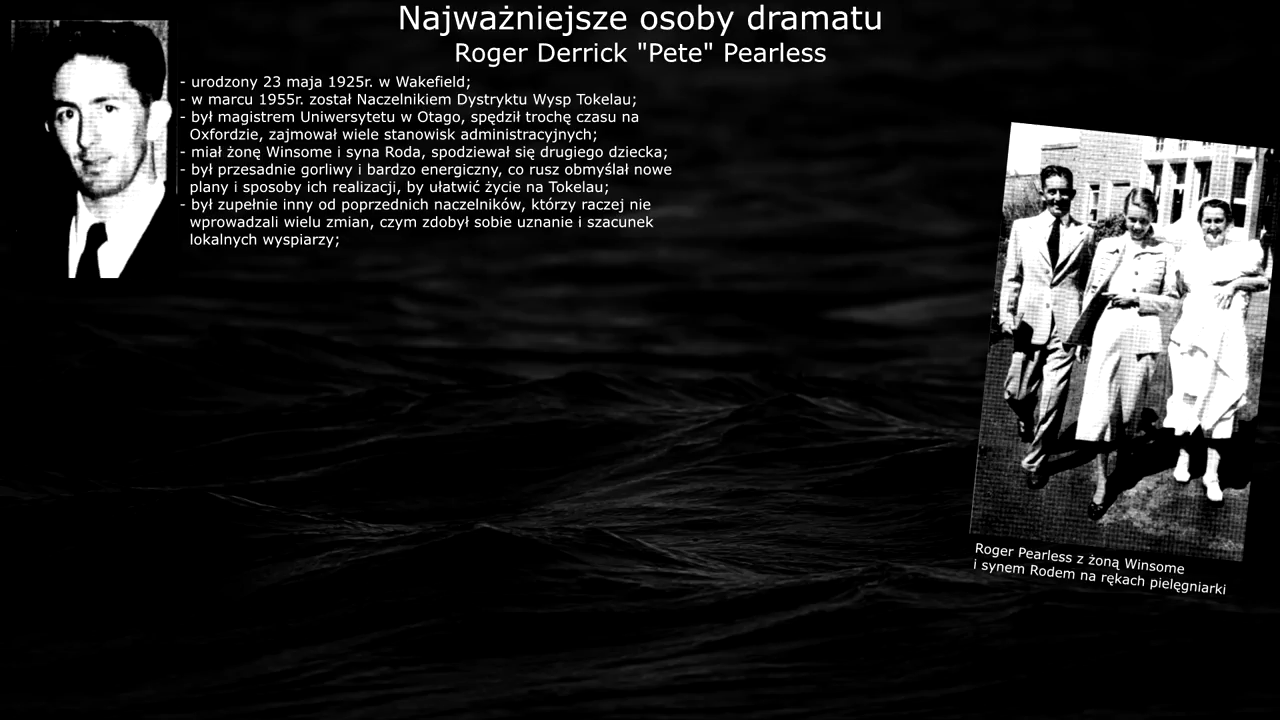 Najważniejsze osoby dramatu
Roger Derrick "Pete" Pearless
- urodzony 23 maja 1925r. w Wakefield;
- w marcu 1955r. został Naczelnikiem Dystryktu Wysp Tokelau;
- był magistrem Uniwersytetu w Otago, spędził trochę czasu na
Oxfordzie, zajmował wiele stanowisk administracyjnych;
- miał żonę Winsome i syna Roda, spodziewał się drugiego dziecka;
- był przesadnie gorliwy i bardzo energiczny, co rusz obmyślał nowe
plany i sposoby ich realizacji, by ułatwić życie na Tokelau;
- był zupełnie inny od poprzednich naczelników, którzy raczej nie
wprowadzali wielu zmian, czym zdobył sobie uznanie i szacunek
lokalnych wyspiarzy;
Roger Pearless z żoną Winsome
i synem Rodem na rękach pielęgniarki